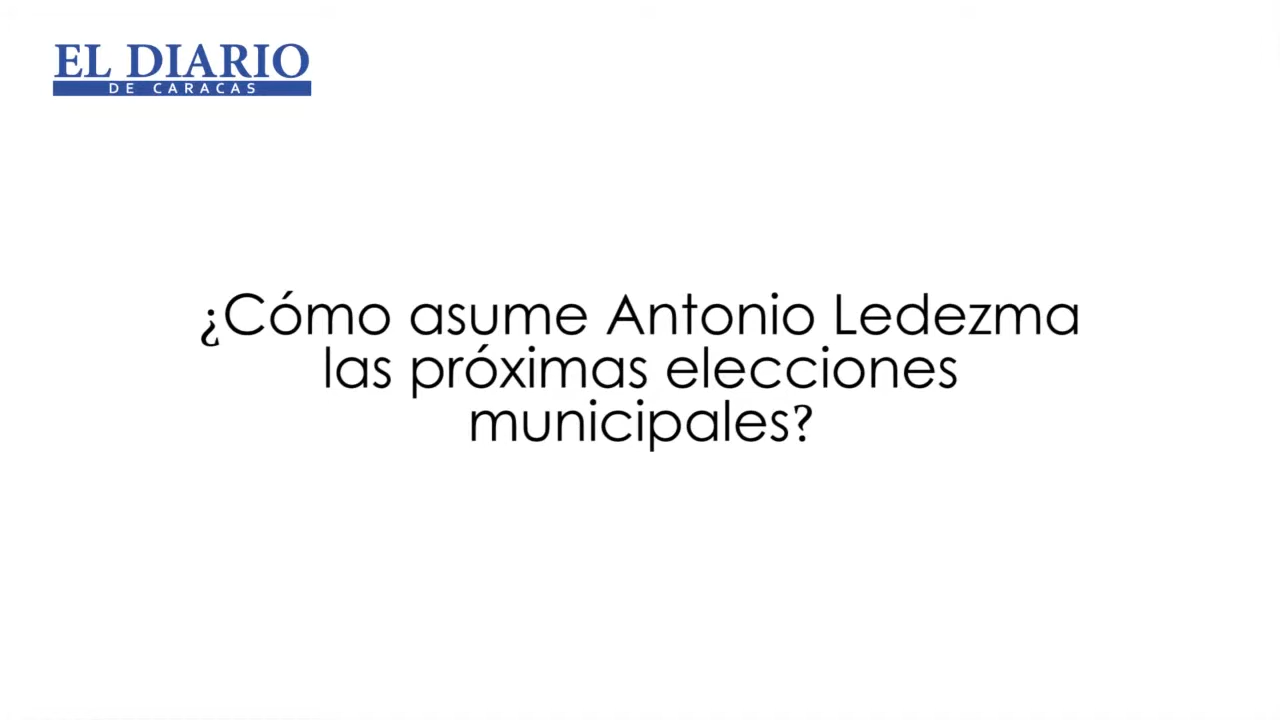 EL DIARIO
DE CARACAS
¿Cómo asume Antonio Ledezma
las próximas elecciones
municipales?